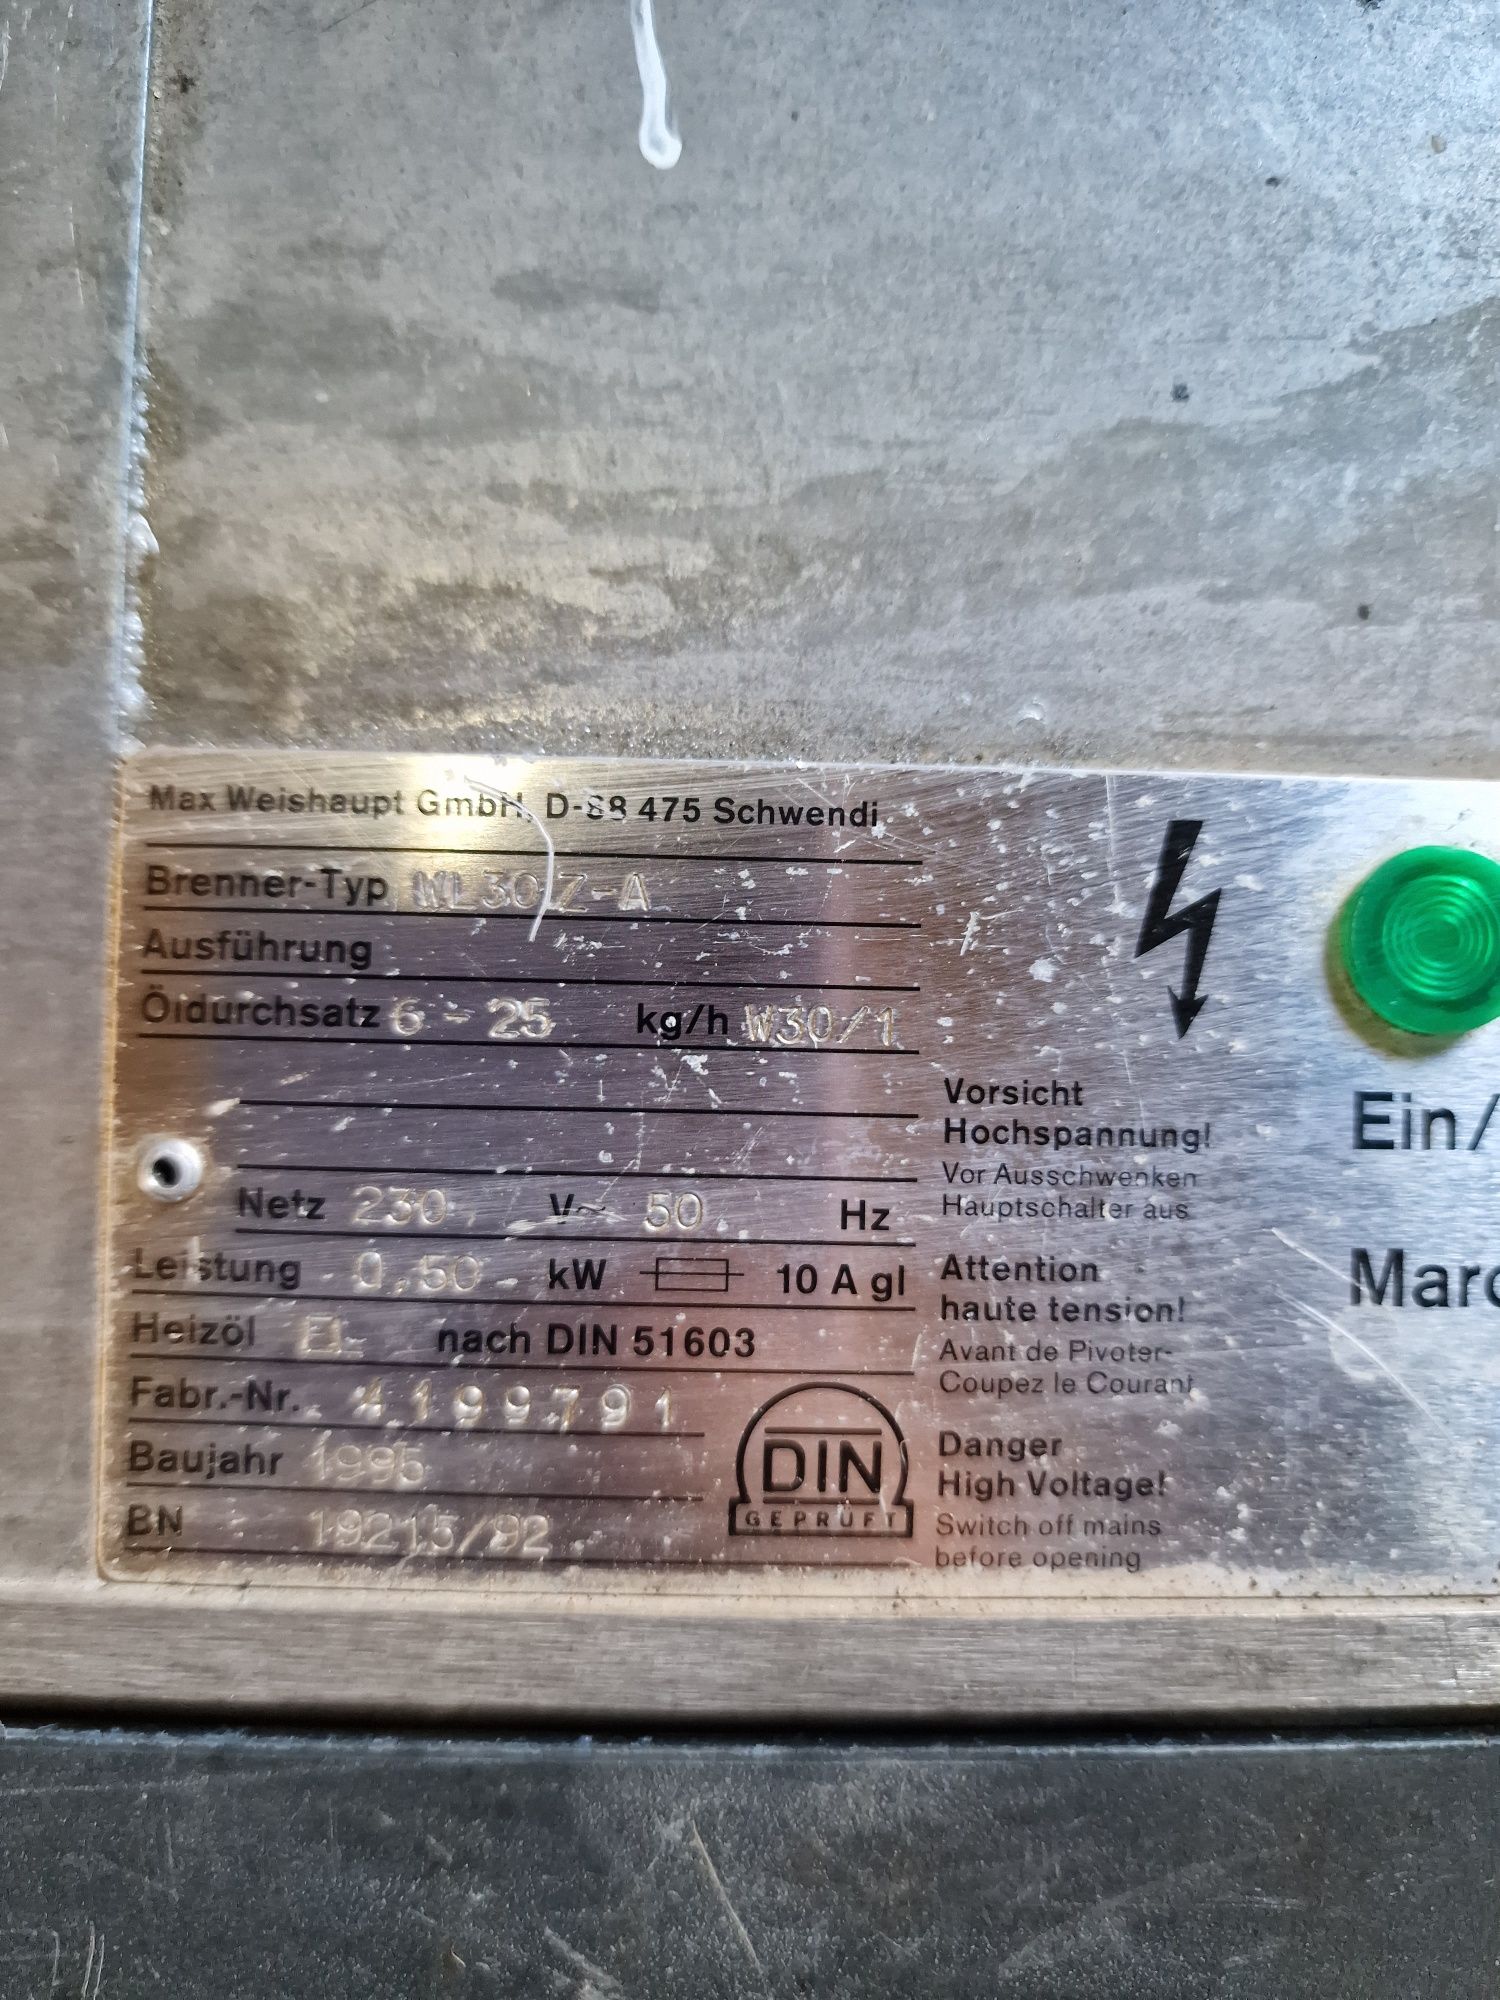 Max Weishaupt GmbH, D-88 475 Schwendi
Brenner-Typ WL30Z-A
Ausführung
Öldurchsatz 6 - 25 kg/h W30/1
Netz 230 V~ 50 Hz
Leistung 0,50 kW 10 A gl
Heizöl EL nach DIN 51603
Fabr.-Nr. 4199791
Baujahr 1995
BN 19215/92
DIN
GEPRÜFT
Vorsicht
Hochspannung!
Vor Ausschwenken
Hauptschalter aus
Attention
haute tension!
Avant de Pivoter-
Coupez le Courant
Danger
High Voltage!
Switch off mains
before opening
Ein/
Marc